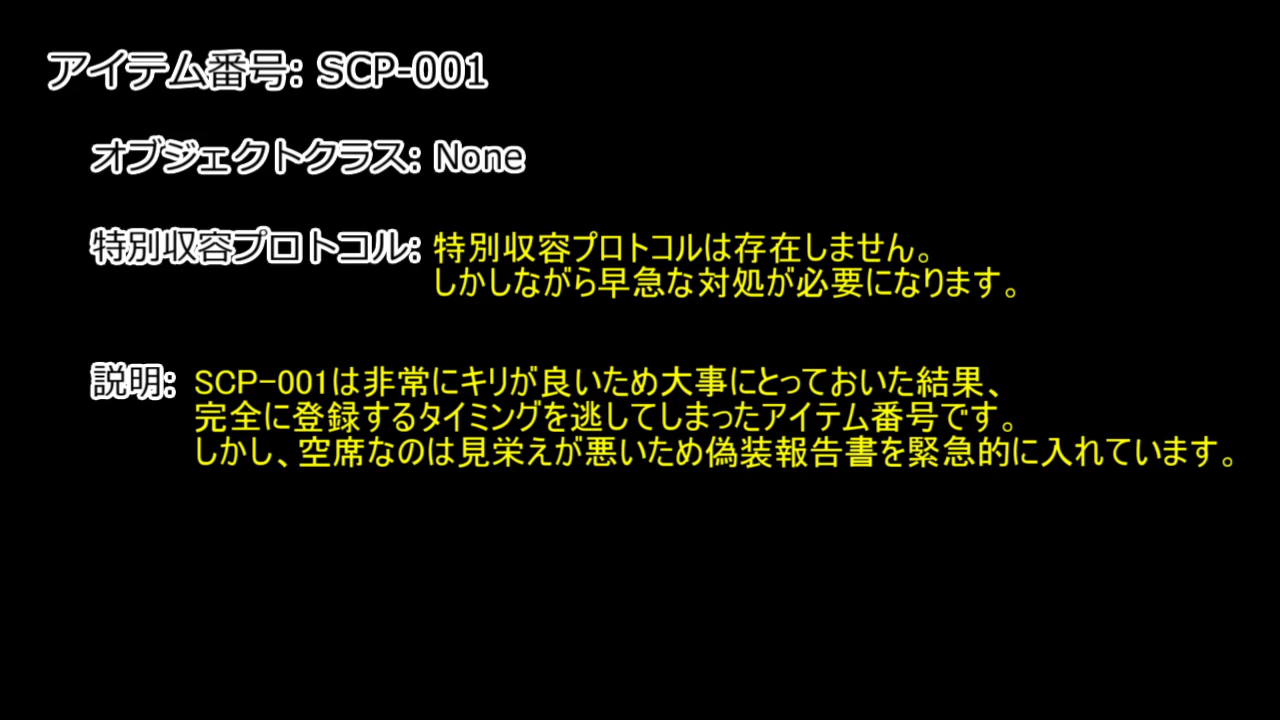 アイテム番号: SCP-001
オブジェクトクラス: None
特別収容プロトコル: 特別収容プロトコルは存在しません。
しかしながら早急な対処が必要になります。
説明: SCP-001は非常にキリが良いため大事にとっておいた結果、
完全に登録するタイミングを逃してしまったアイテム番号です。
しかし、空席なのは見栄えが悪いため偽装報告書を緊急的に入れています。